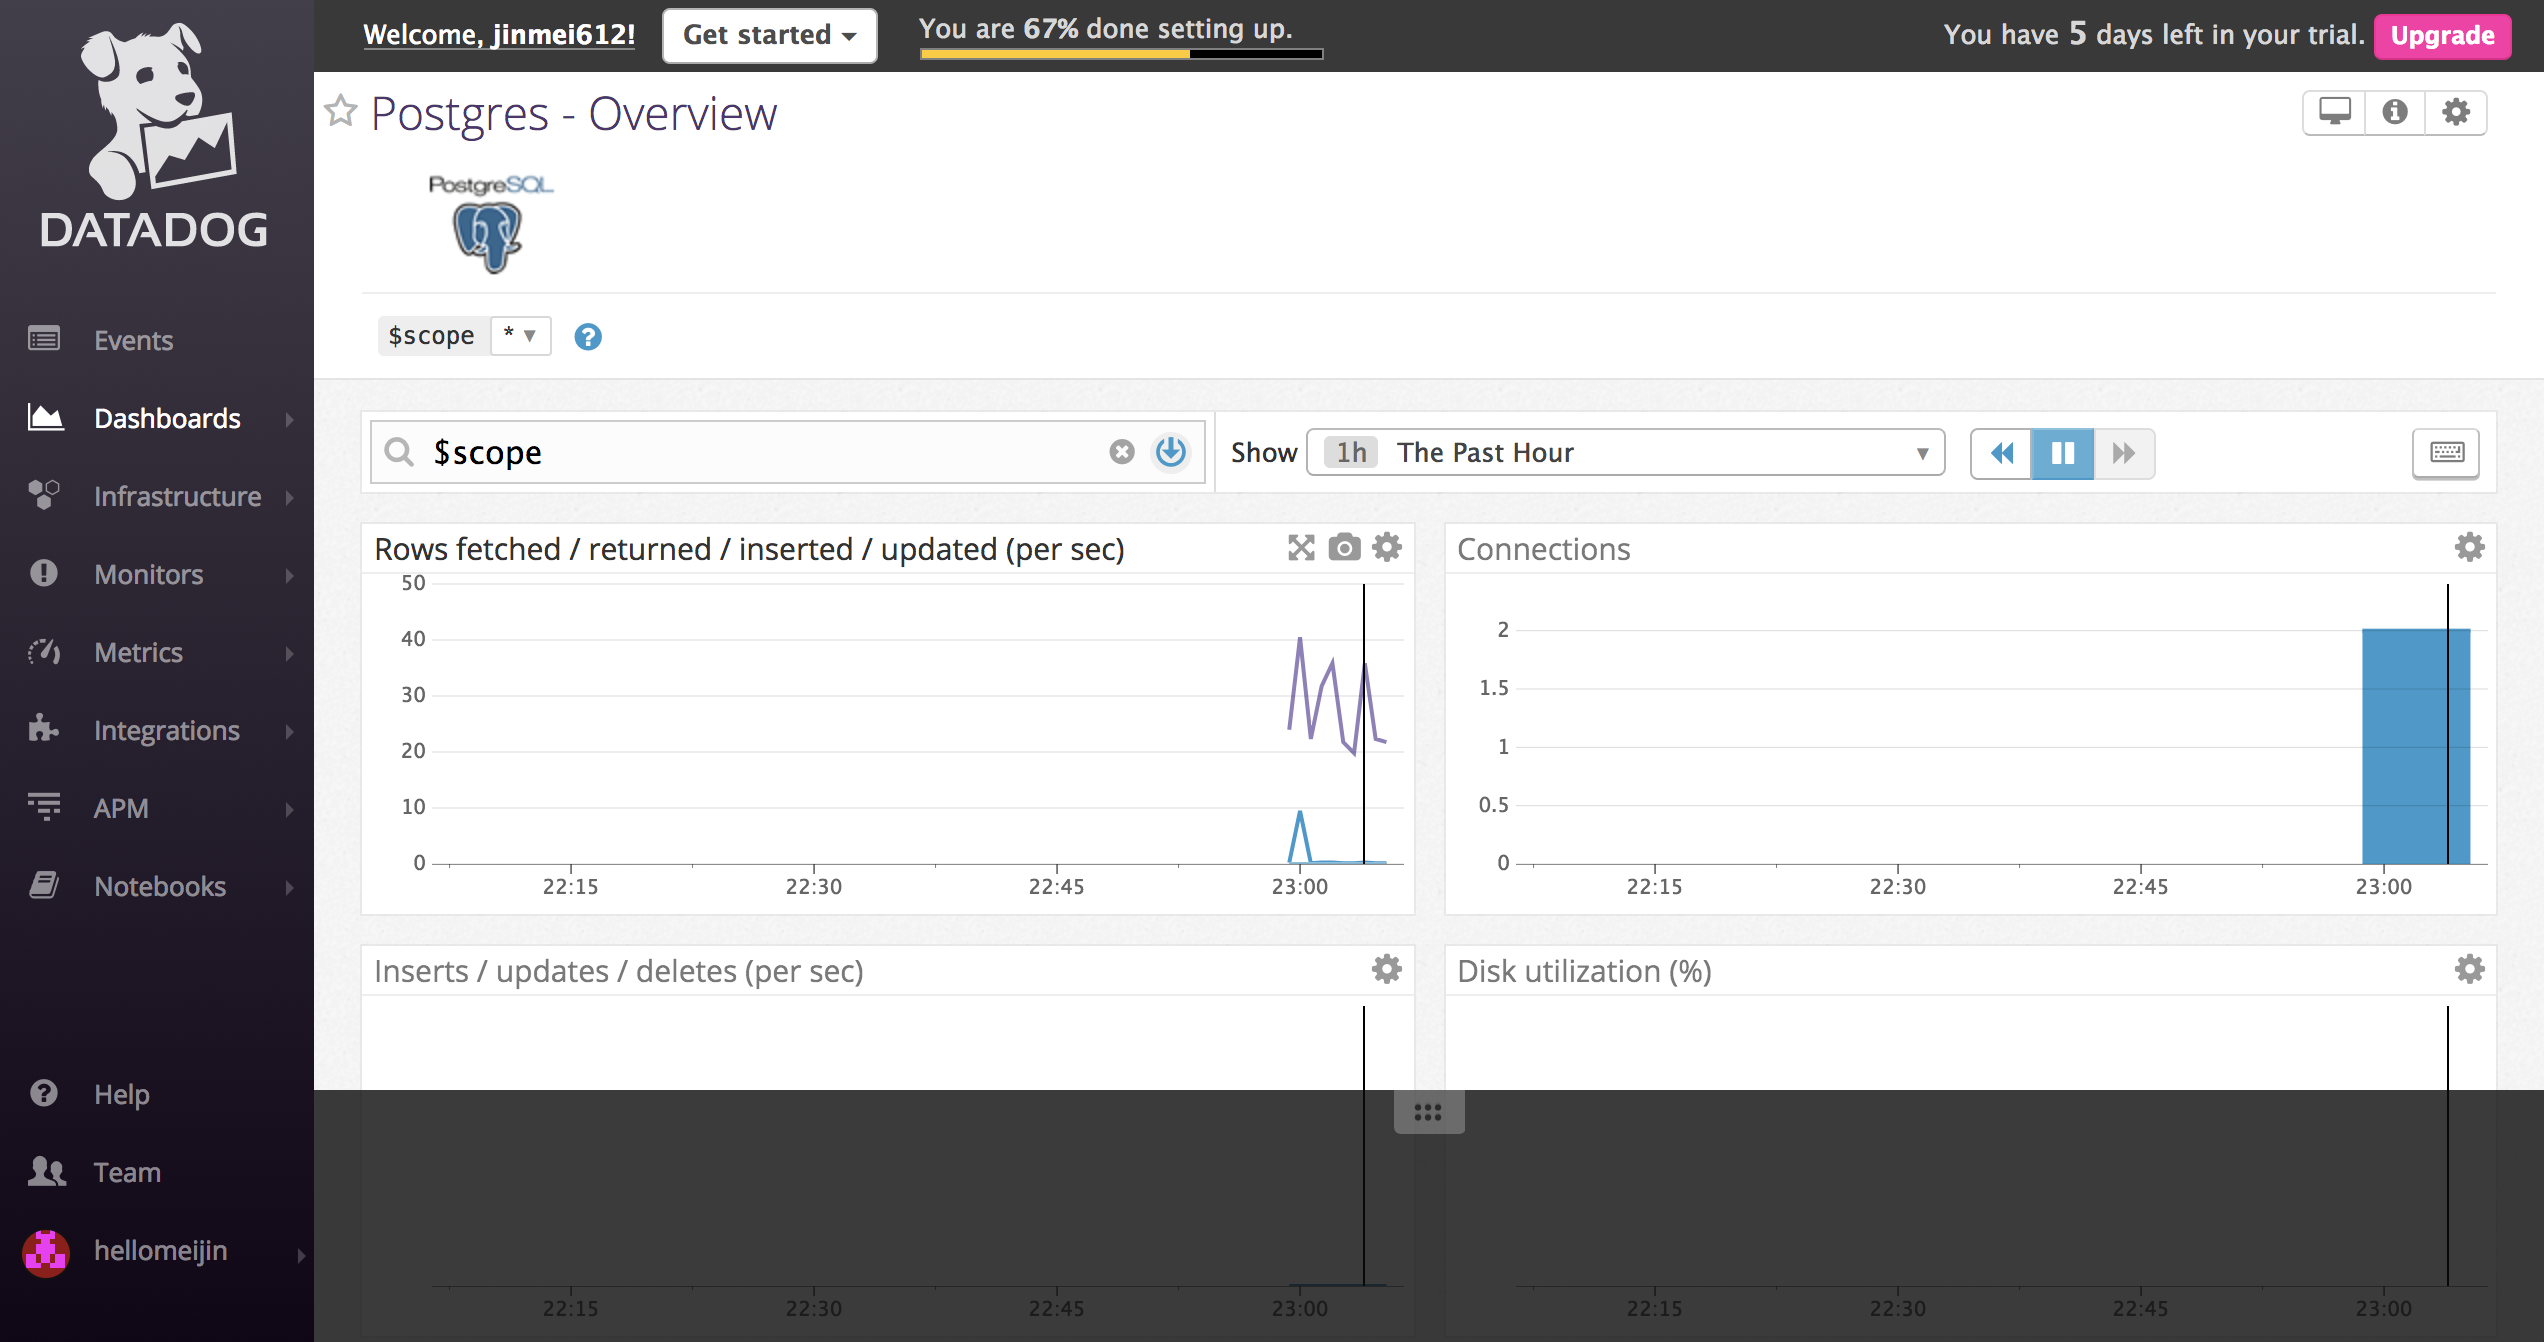 DATADOG
Events
Dashboards
Infrastructure
Monitors
Metrics
Integrations
APM
Notebooks
Help
Team
hellomeijin
Welcome, jinmei612!
Get started
You are 67% done setting up.
You have 5 days left in your trial.
Upgrade
Postgres - Overview
PostgreSQL
$scope
*
?
$scope
Show
1h
The Past Hour
Rows fetched / returned / inserted / updated (per sec)
50
40
30
20
10
0
22:15 22:30 22:45 23:00
Connections
2
1.5
1
0.5
0
22:15 22:30 22:45 23:00
Inserts / updates / deletes (per sec)
22:15 22:30 22:45 23:00
Disk utilization (%)
22:15 22:30 22:45 23:00